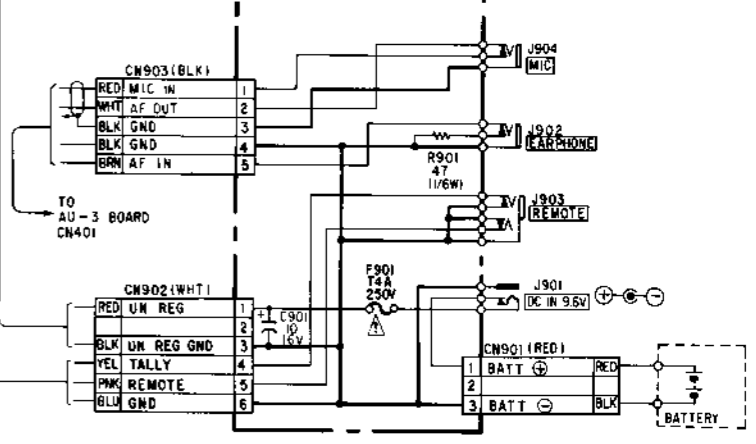 CN903(BLK)
RED MIC IN 1
WHT AF OUT 2
BLK GND 3
BLK GND 4
BRN AF IN 5
TO
AU-3 BOARD
CN401
J904
MIC
J902
EARPHONE
R901
47
(1/6W)
J903
REMOTE
F901
T4A
250V
J901
DC IN 9.6V
CN902(WHT)
RED UN REG 1
2
BLK UN REG GND 3
YEL TALLY 4
PNK REMOTE 5
BLU GND 6
+ C901
10
16V
CN901(RED)
1 BATT ⊕ RED
2
3 BATT ⊖ BLK
BATTERY